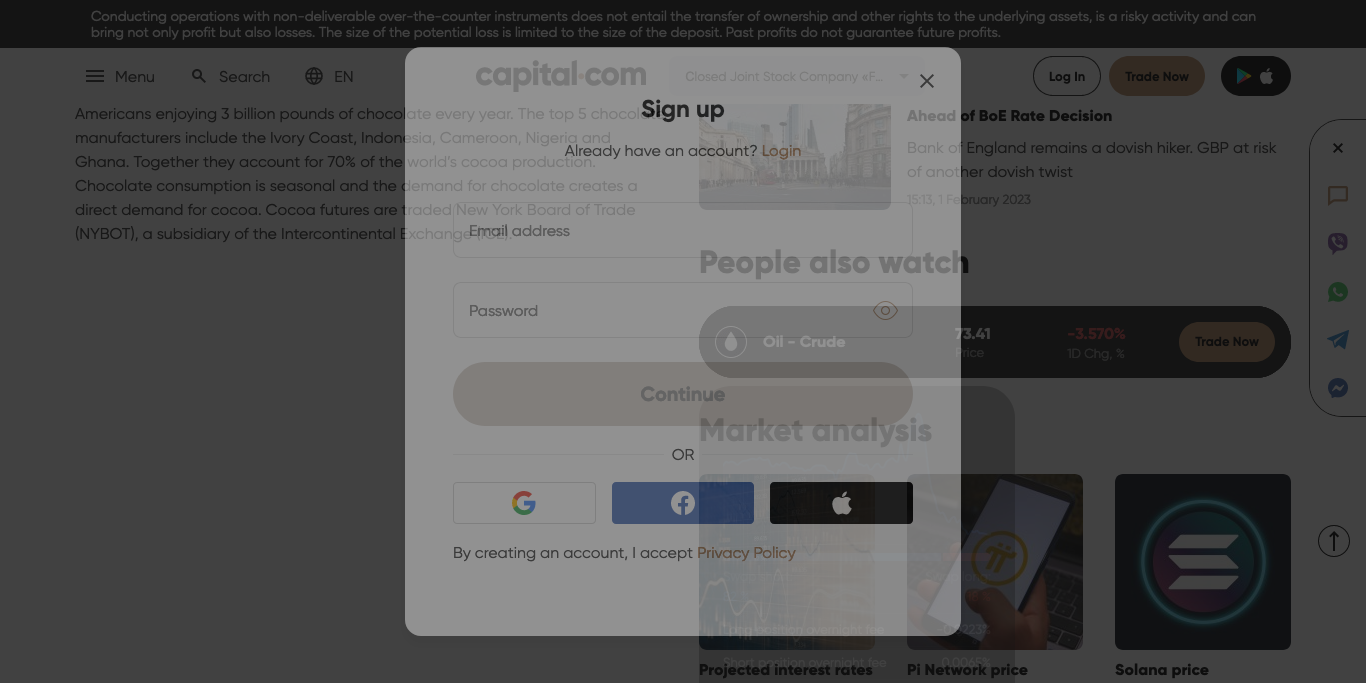 Conducting operations with non-deliverable over-the-counter instruments does not entail the transfer of ownership and other rights to the underlying assets, is a risky activity and can
bring not only profit but also losses. The size of the potential loss is limited to the size of the deposit. Past profits do not guarantee future profits.
Menu
Search
EN
capital.com
Closed Joint Stock Company «F...
Log In
Trade Now
Americans enjoying 3 billion pounds of chocolate every year. The top 5 chocolate
manufacturers include the Ivory Coast, Indonesia, Cameroon, Nigeria and
Ghana. Together they account for 70% of the world's cocoa production.
Chocolate consumption is seasonal and the demand for chocolate creates a
direct demand for cocoa. Cocoa futures are traded New York Board of Trade
(NYBOT), a subsidiary of the Intercontinental Exchange (ICE).
Sign up
Already have an account? Login
Email address
Password
Continue
OR
By creating an account, I accept Privacy Policy
Ahead of BoE Rate Decision
Bank of England remains a dovish hiker. GBP at risk
of another dovish twist
15:13, 1 February 2023
People also watch
Oil - Crude
73.41
Price
-3.570%
1D Chg, %
Trade Now
Market analysis
Long position overnight fee
Short position overnight fee
Projected interest rates
Pi Network price
Solana price